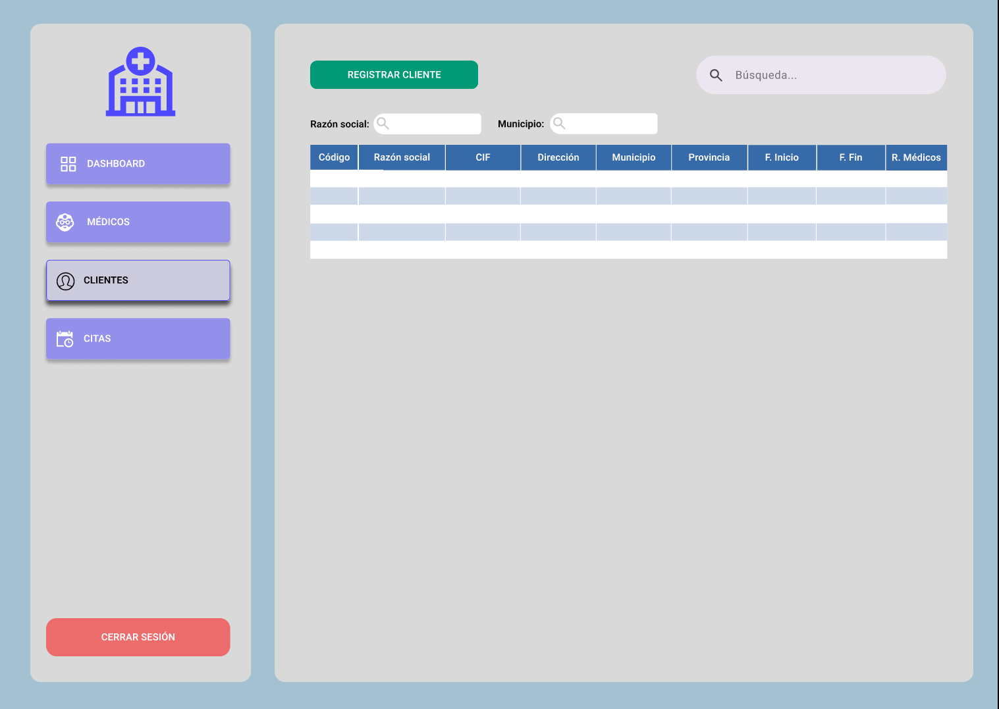 DASHBOARD
MÉDICOS
CLIENTES
CITAS
CERRAR SESIÓN
REGISTRAR CLIENTE
Búsqueda...
Razón social:
Municipio:
Código Razón social CIF Dirección Municipio Provincia F. Inicio F. Fin R. Médicos